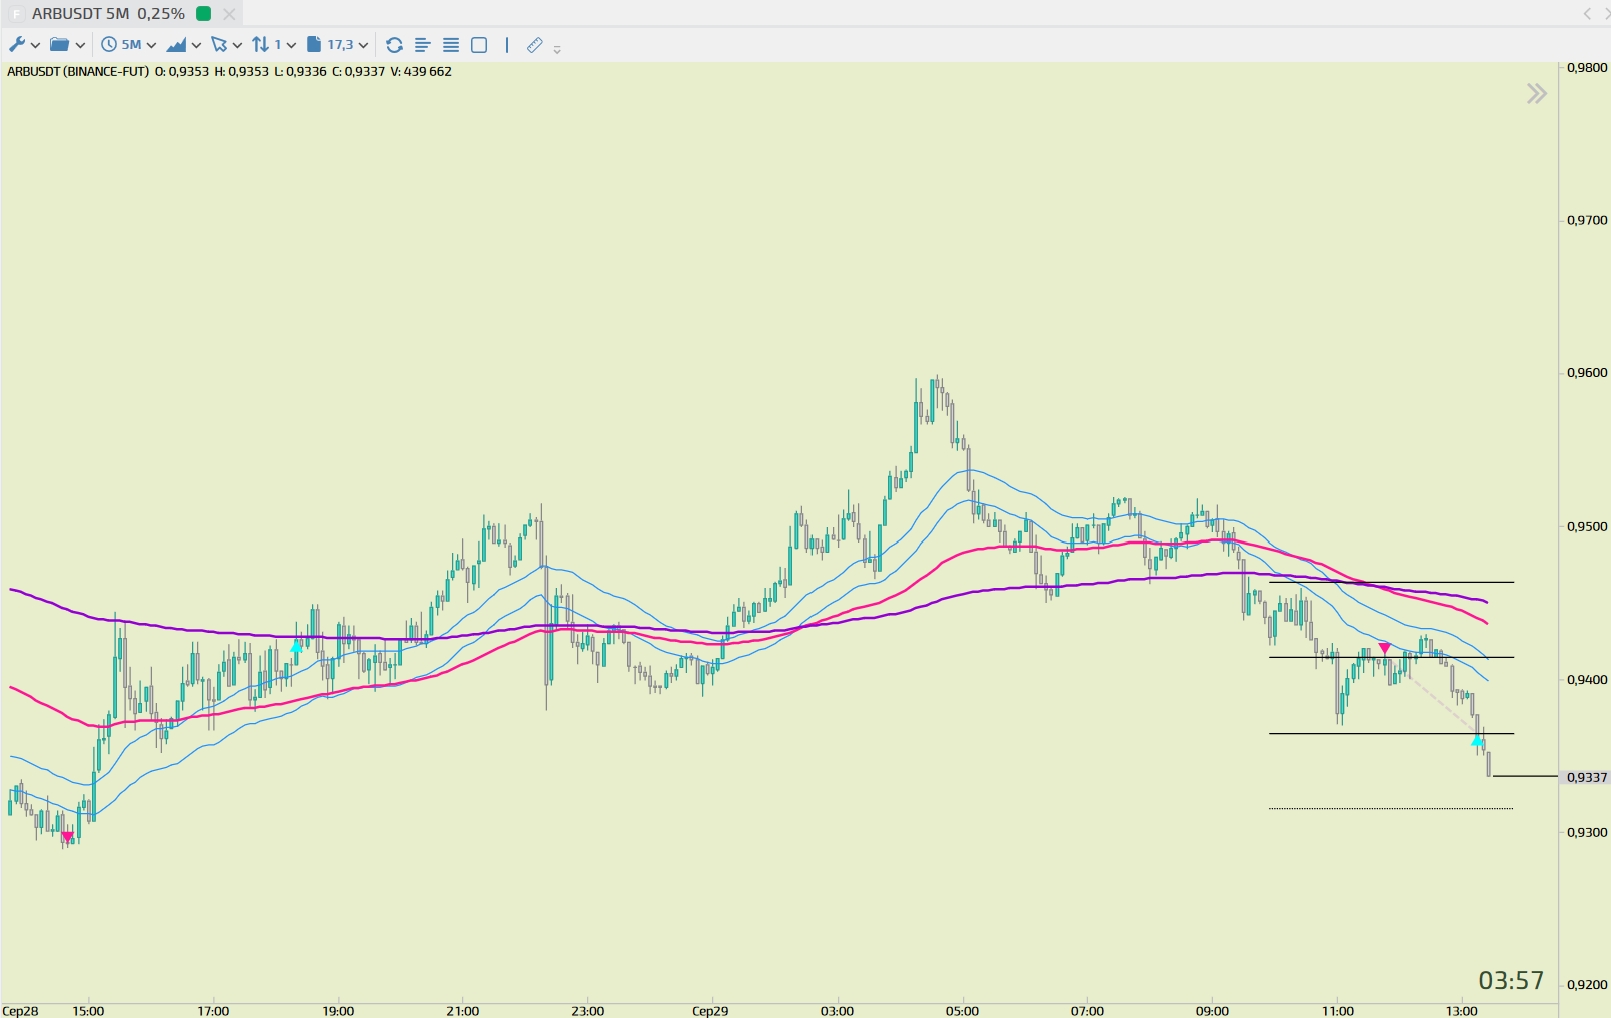 F ARBUSDT 5M 0,25%
5M 1 17,3
ARBUSDT (BINANCE-FUT) O: 0,9353 H: 0,9353 L: 0,9336 C: 0,9337 V: 439 662
0,9800
0,9700
0,9600
0,9500
0,9400
0,9337
0,9300
03:57
0,9200
Сер28 15:00 17:00 19:00 21:00 23:00 Сер29 03:00 05:00 07:00 09:00 11:00 13:00